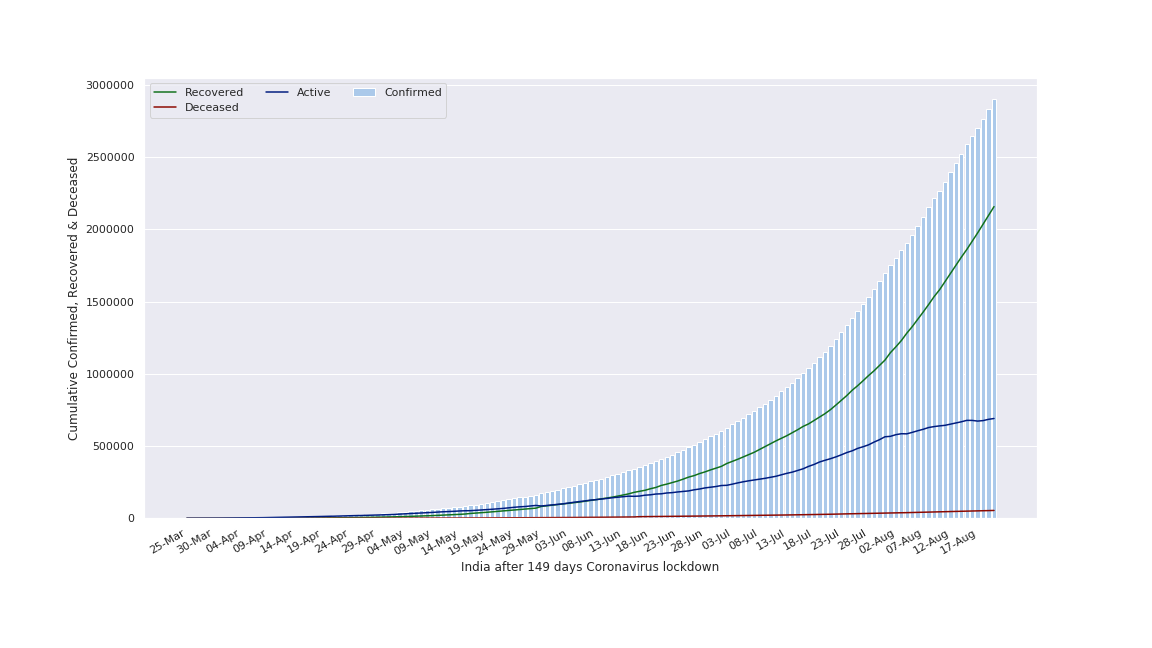 3000000
2500000
2000000
1500000
1000000
500000
0
Cumulative Confirmed, Recovered & Deceased
Recovered Active Confirmed
Deceased
25-Mar 30-Mar 04-Apr 09-Apr 14-Apr 19-Apr 24-Apr 29-Apr 04-May 09-May 14-May 19-May 24-May 29-May 03-Jun 08-Jun 13-Jun 18-Jun 23-Jun 28-Jun 03-Jul 08-Jul 13-Jul 18-Jul 23-Jul 28-Jul 02-Aug 07-Aug 12-Aug 17-Aug
India after 149 days Coronavirus lockdown